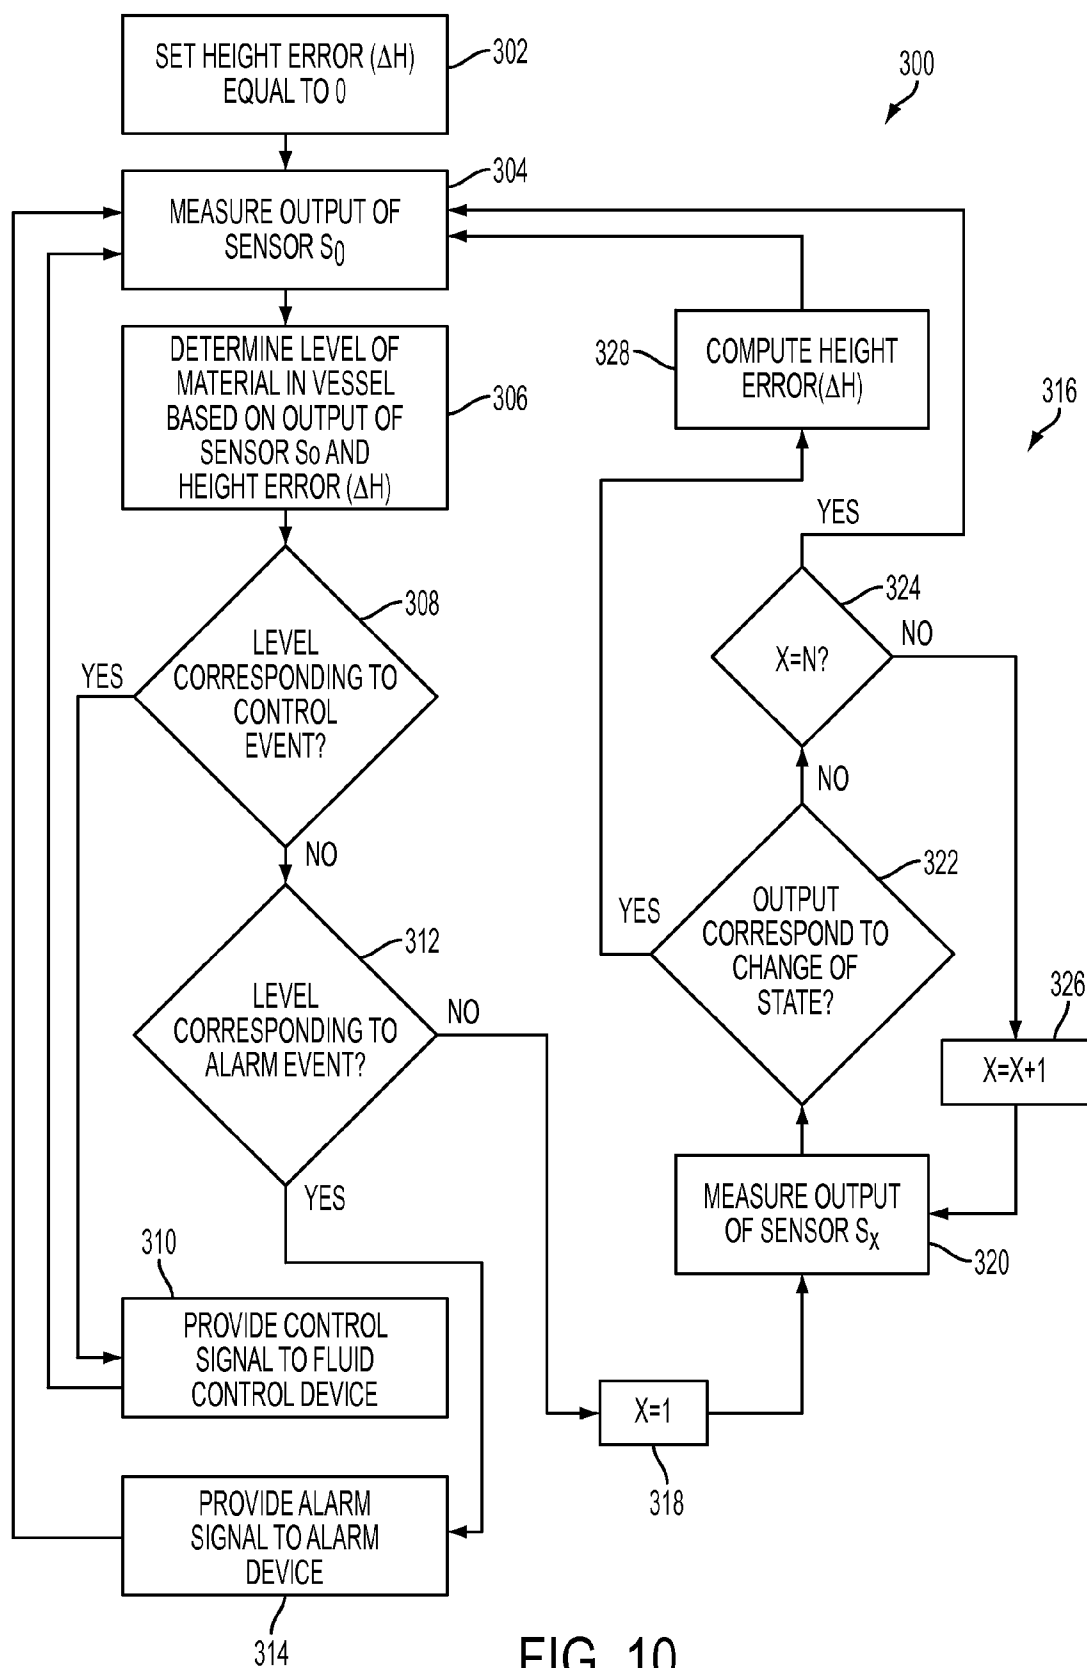 SET HEIGHT ERROR (ΔH)
EQUAL TO 0
302
300
MEASURE OUTPUT OF
SENSOR S0
304
DETERMINE LEVEL OF
MATERIAL IN VESSEL
BASED ON OUTPUT OF
SENSOR S0 AND
HEIGHT ERROR (ΔH)
306
328
COMPUTE HEIGHT
ERROR(ΔH)
316
308
LEVEL
CORRESPONDING TO
CONTROL
EVENT?
YES
NO
YES
324
X=N?
NO
NO
312
LEVEL
CORRESPONDING TO
ALARM EVENT?
NO
YES
322
OUTPUT
CORRESPOND TO
CHANGE OF
STATE?
YES
326
X=X+1
MEASURE OUTPUT
OF SENSOR SX
320
310
PROVIDE CONTROL
SIGNAL TO FLUID
CONTROL DEVICE
X=1
318
PROVIDE ALARM
SIGNAL TO ALARM
DEVICE
314
FIG. 10